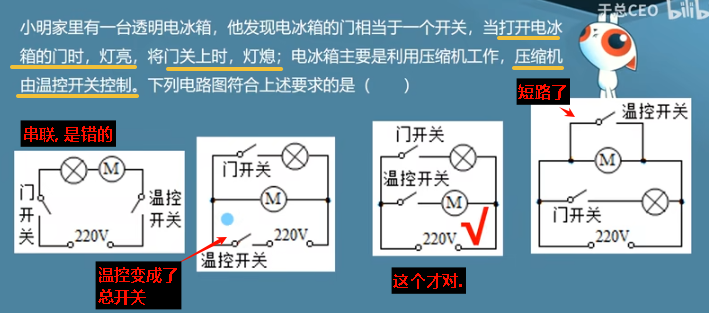 于总CEO bilib
小明家里有一台透明电冰箱，他发现电冰箱的门相当于一个开关，当打开电冰
箱的门时，灯亮，将门关上时，灯熄；电冰箱主要是利用压缩机工作，压缩机
由温控开关控制。下列电路图符合上述要求的是（　　）
短路了
串联, 是错的
M
门开关
温控开关
220V
门开关
M
220V
温控开关
温控变成了
总开关
门开关
温控开关
M
220V
√
这个才对.
温控开关
M
门开关
220V